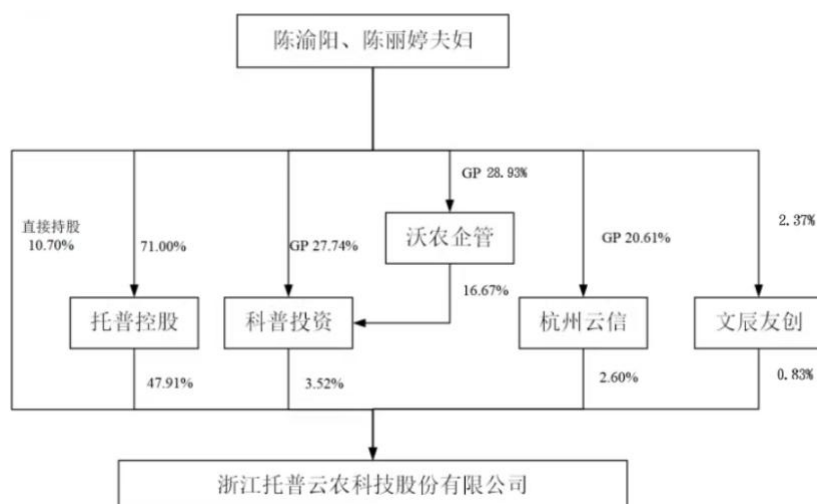 陈渝阳、陈丽婷夫妇
GP 28.93%
直接持股
10.70%
71.00%
GP 27.74%
沃农企管
GP 20.61%
2.37%
16.67%
托普控股
科普投资
杭州云信
文辰友创
47.91%
3.52%
2.60%
0.83%
浙江托普云农科技股份有限公司